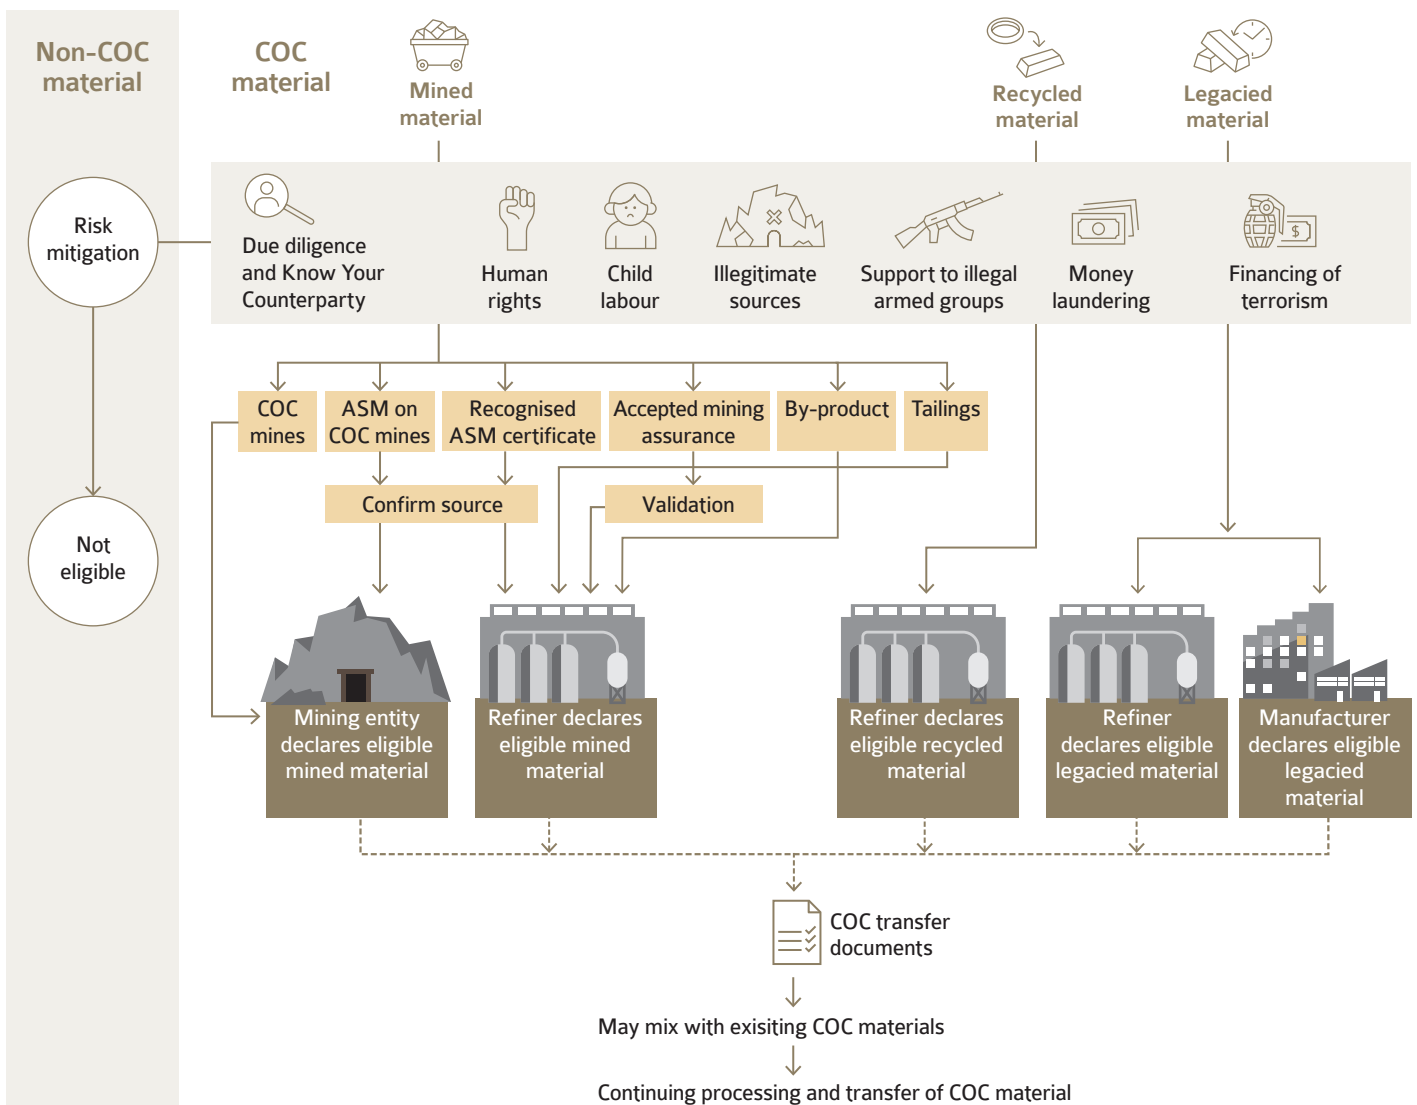 Non-COC
material
COC
material
Mined
material
Recycled
material
Legacied
material
Risk
mitigation
Due diligence
and Know Your
Counterparty
Human
rights
Child
labour
Illegitimate
sources
Support to illegal
armed groups
Money
laundering
$
Financing of
terrorism
COC
mines
ASM on
COC mines
Recognised
ASM certificate
Accepted mining
assurance
By-product
Tailings
Confirm source
Validation
Not
eligible
Mining entity
declares eligible
mined material
Refiner declares
eligible mined
material
Refiner declares
eligible recycled
material
Refiner
declares eligible
legacied material
Manufacturer
declares eligible
legacied
material
COC transfer
documents
May mix with exisiting COC materials
Continuing processing and transfer of COC material